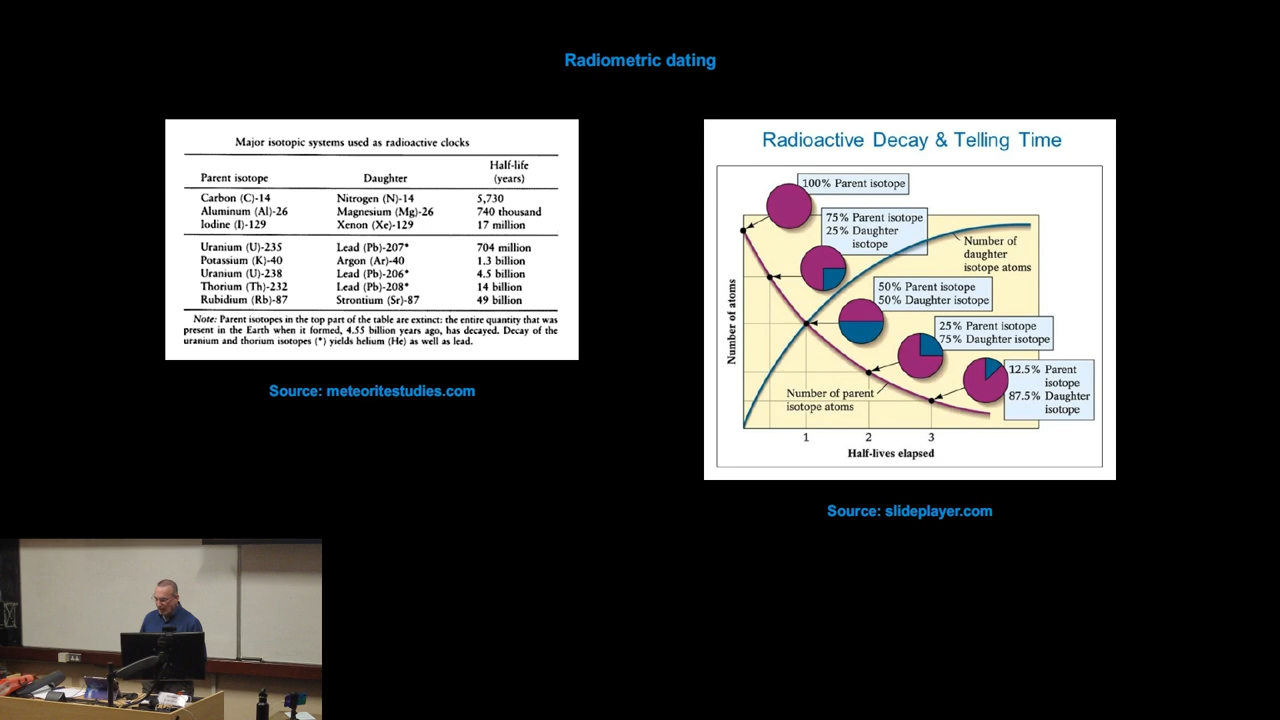 Radiometric dating
Major isotopic systems used as radioactive clocks
Half-life
Parent isotope Daughter (years)
Carbon (C)-14 Nitrogen (N)-14 5,730
Aluminum (Al)-26 Magnesium (Mg)-26 740 thousand
Iodine (I)-129 Xenon (Xe)-129 17 million
Uranium (U)-235 Lead (Pb)-207* 704 million
Potassium (K)-40 Argon (Ar)-40 1.3 billion
Uranium (U)-238 Lead (Pb)-206* 4.5 billion
Thorium (Th)-232 Lead (Pb)-208* 14 billion
Rubidium (Rb)-87 Strontium (Sr)-87 49 billion
Note: Parent isotopes in the top part of the table are extinct: the entire quantity that was
present in the Earth when it formed, 4.55 billion years ago, has decayed. Decay of the
uranium and thorium isotopes (*) yields helium (He) as well as lead.
Source: meteoritestudies.com
Radioactive Decay & Telling Time
100% Parent isotope
75% Parent isotope
25% Daughter
isotope
Number of
daughter
isotope atoms
50% Parent isotope
50% Daughter isotope
25% Parent isotope
75% Daughter isotope
12.5% Parent
isotope
87.5% Daughter
isotope
Number of parent
isotope atoms
Number of atoms
1 2 3
Half-lives elapsed
Source: slideplayer.com